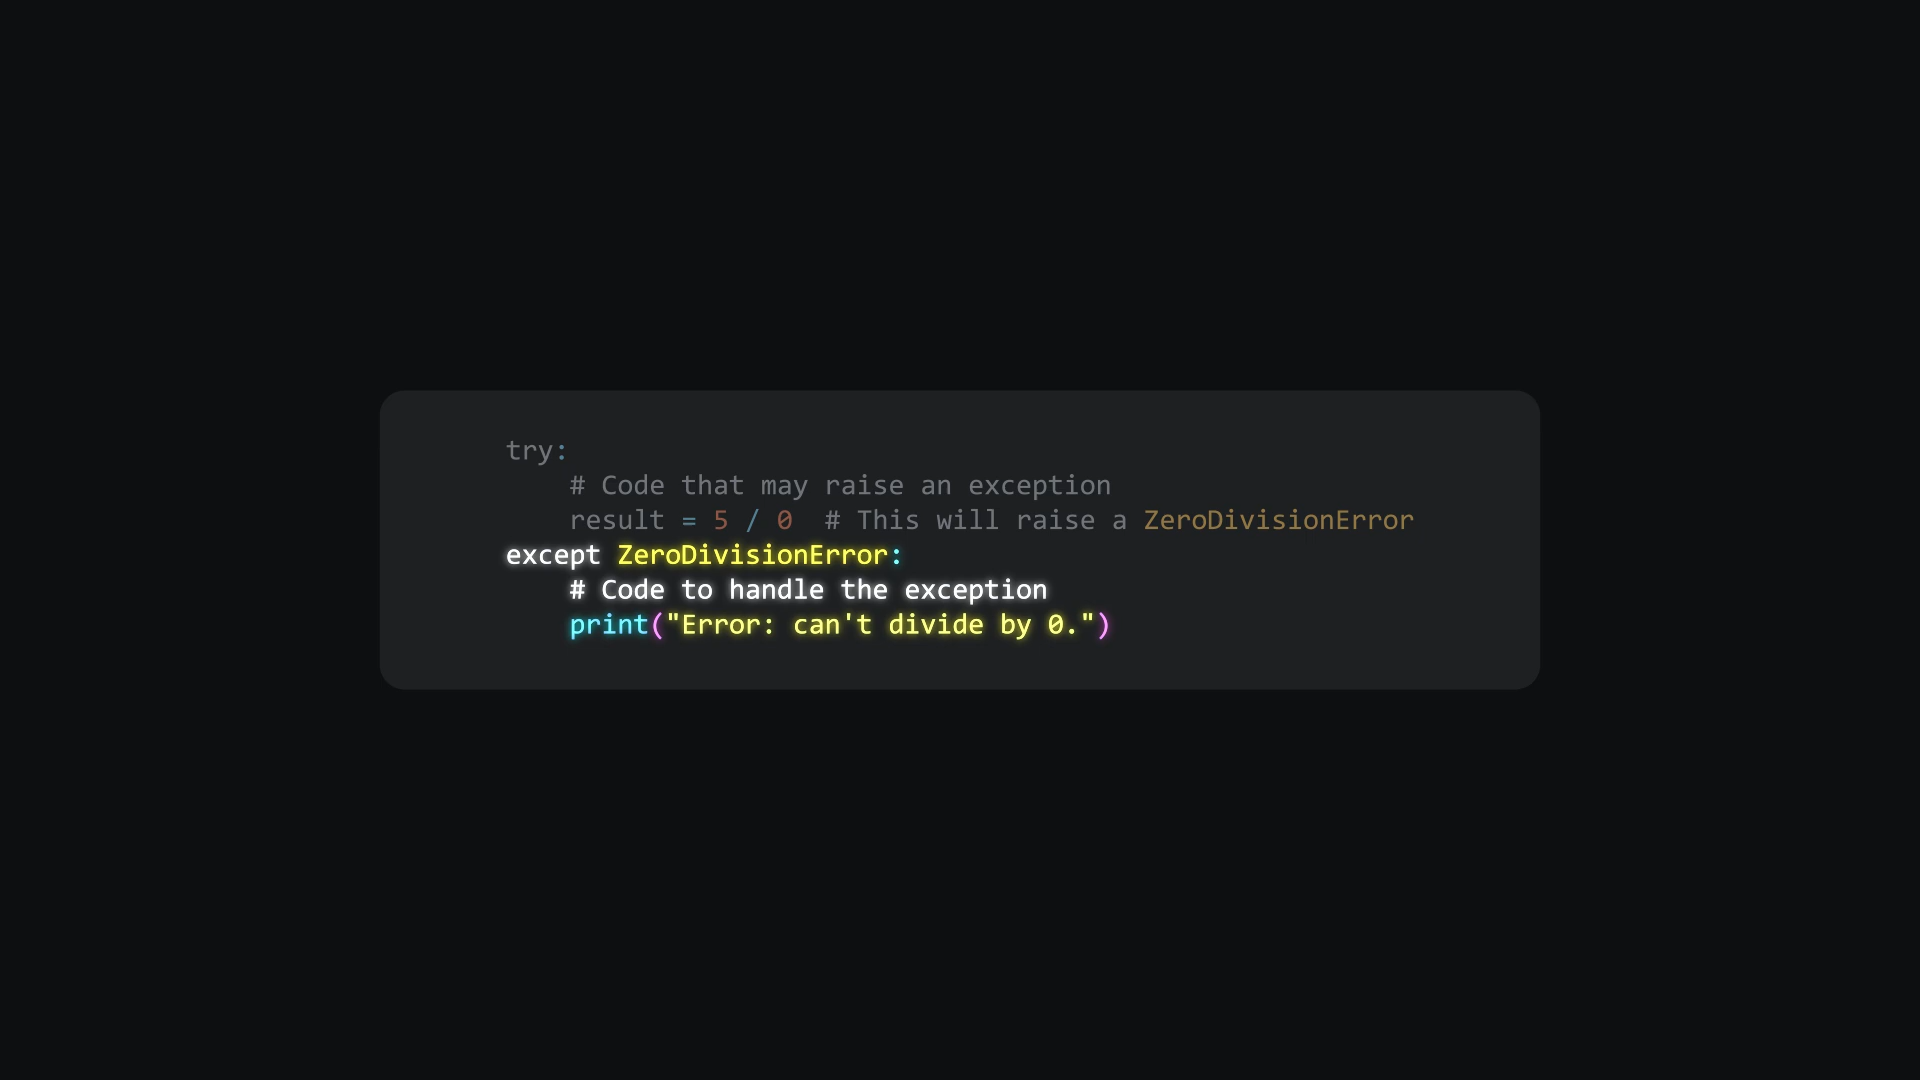 try:
    # Code that may raise an exception
    result = 5 / 0  # This will raise a ZeroDivisionError
except ZeroDivisionError:
    # Code to handle the exception
    print("Error: can't divide by 0.")